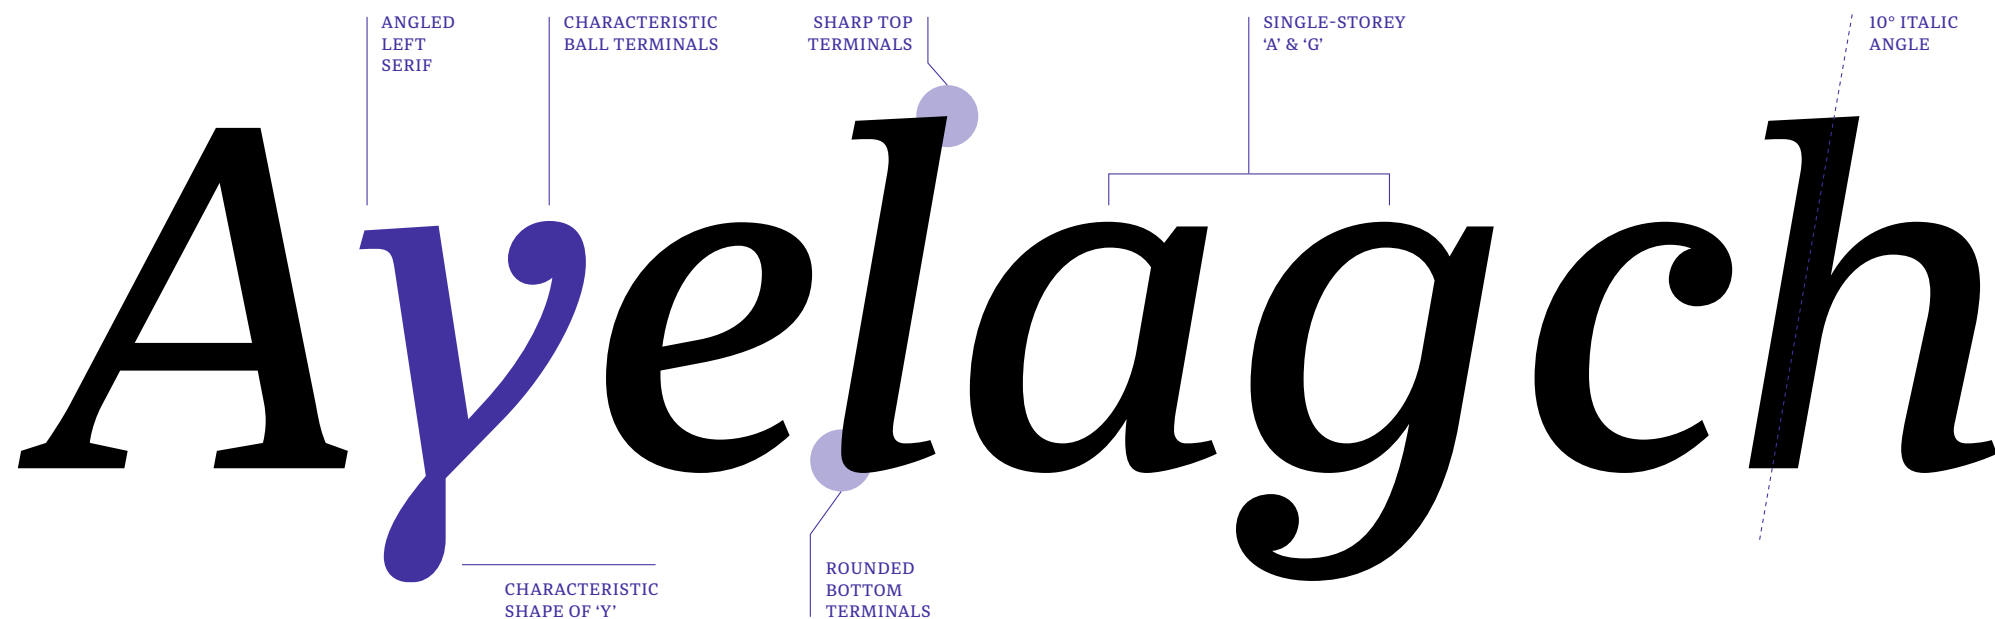 ANGLED
LEFT
SERIF
CHARACTERISTIC
BALL TERMINALS
SHARP TOP
TERMINALS
SINGLE-STOREY
‘A’ & ‘G’
10° ITALIC
ANGLE
Ayelagch
CHARACTERISTIC
SHAPE OF ‘Y’
ROUNDED
BOTTOM
TERMINALS